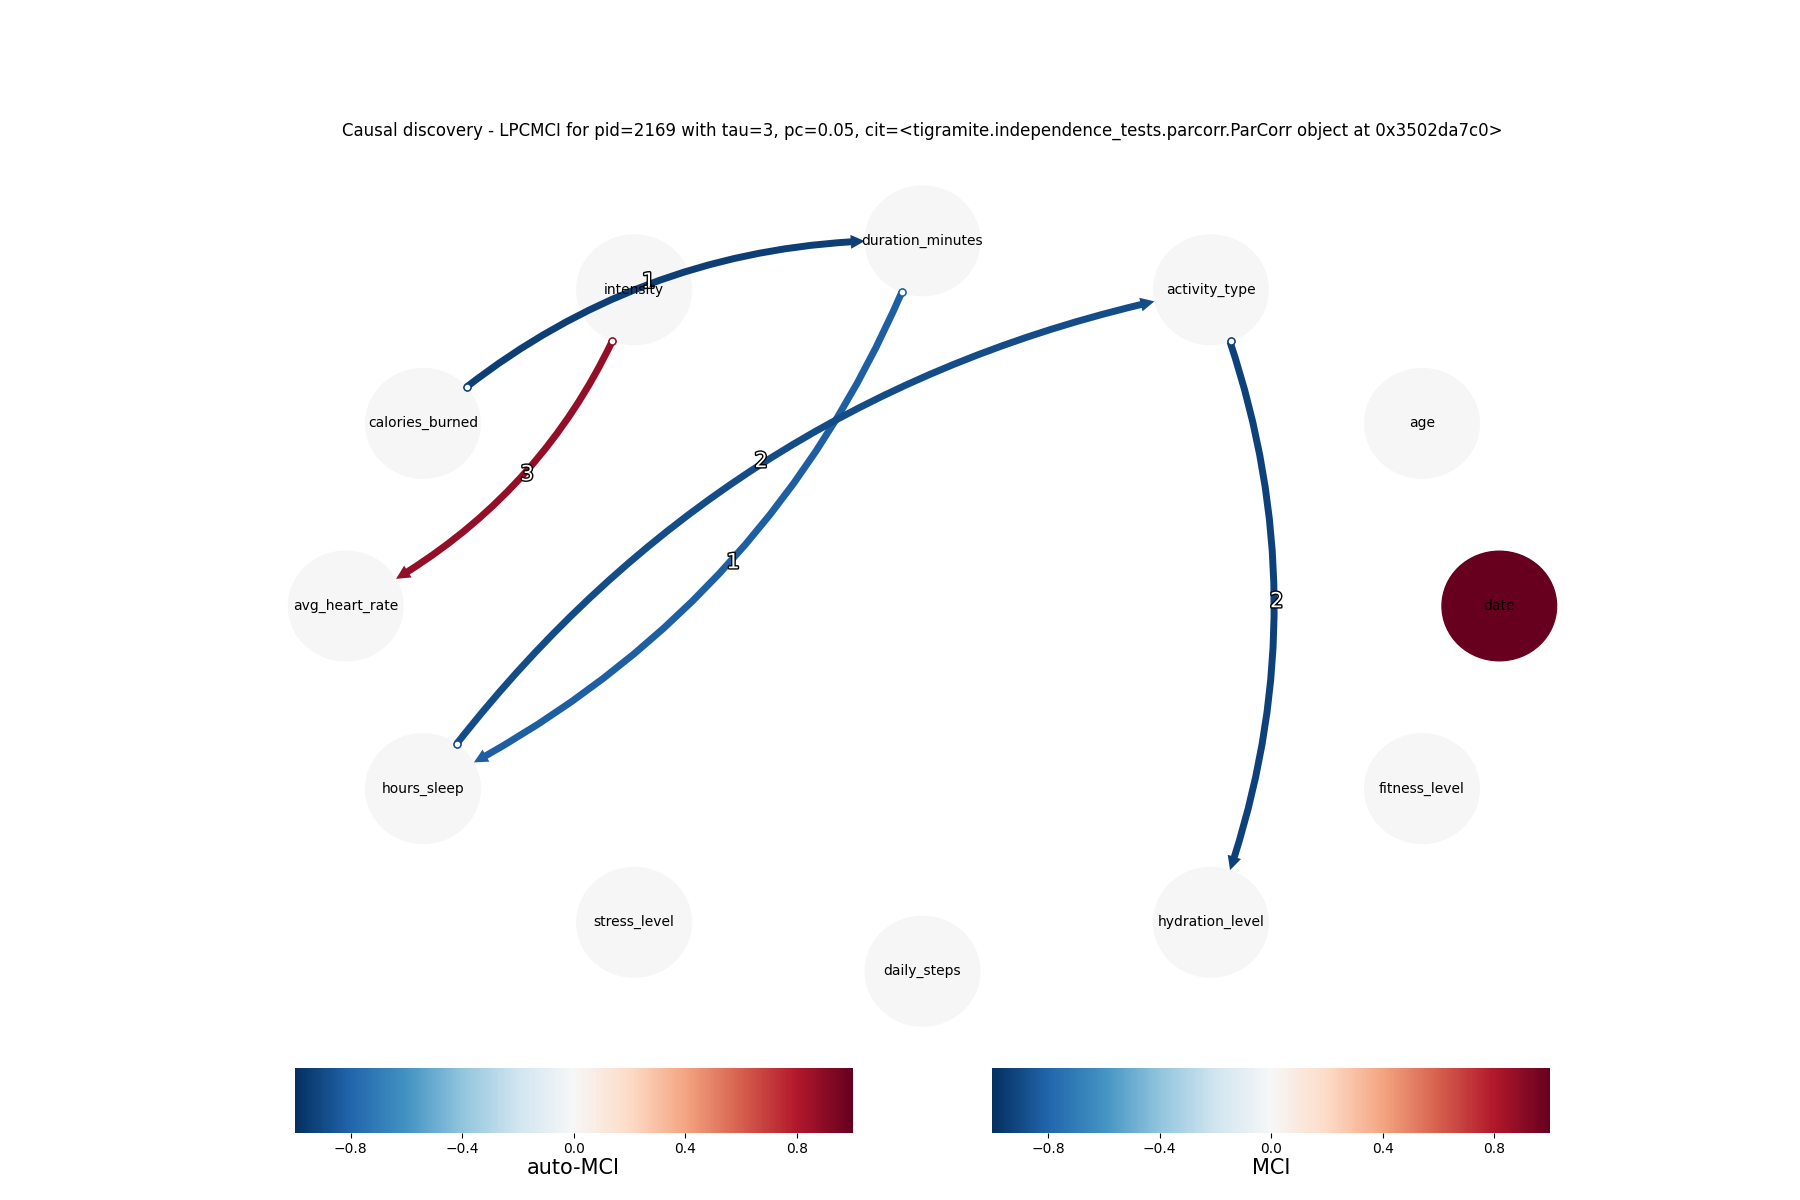 Causal discovery - LPCMCI for pid=2169 with tau=3, pc=0.05, cit=<tigramite.independence_tests.parcorr.ParCorr object at 0x3502da7c0>
duration_minutes
1
intensity
activity_type
calories_burned
age
2
3
1
2
avg_heart_rate
date
hours_sleep
fitness_level
stress_level
hydration_level
daily_steps
−0.8 −0.4 0.0 0.4 0.8
auto-MCI
−0.8 −0.4 0.0 0.4 0.8
MCI